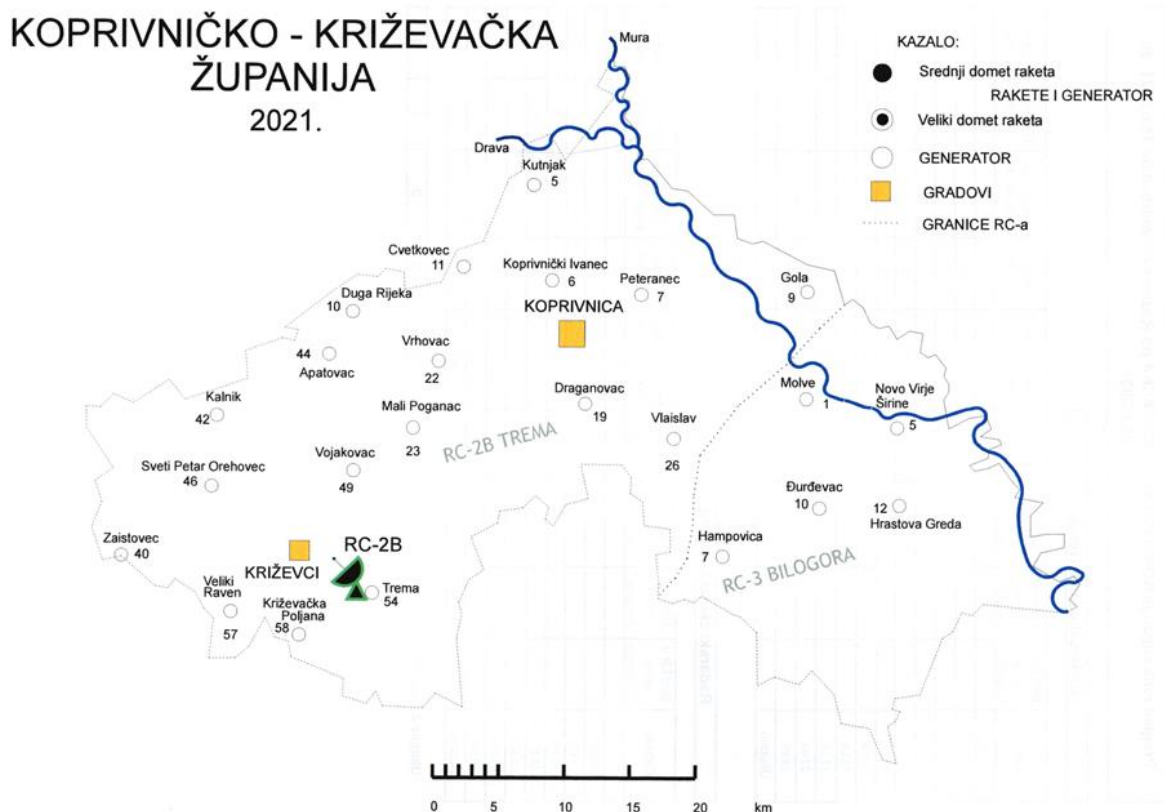 KOPRIVNIČKO - KRIŽEVAČKA
ŽUPANIJA
2021.
KAZALO:
Srednji domet raketa
RAKETE I GENERATOR
Veliki domet raketa
GENERATOR
GRADOVI
GRANICE RC-a
Mura
Drava
Kutnjak
5
Cvetkovec
11
Koprivnički Ivanec
6
Peteranec
7
Gola
9
Duga Rijeka
10
KOPRIVNICA
Vrhovac
22
44
Apatovac
Draganovac
19
Molve
1
Novo Virje
Širine
5
Kalnik
42
Mali Poganac
23
Vlaislav
26
RC-2B TREMA
Sveti Petar Orehovec
46
Vojakovac
49
Đurđevac
10
12
Hrastova Greda
Zaistovec
40
KRIŽEVCI
RC-2B
Hampovica
7
RC-3 BILOGORA
Trema
54
Veliki
Raven
57
Križevačka
Poljana
58
0 5 10 15 20 km